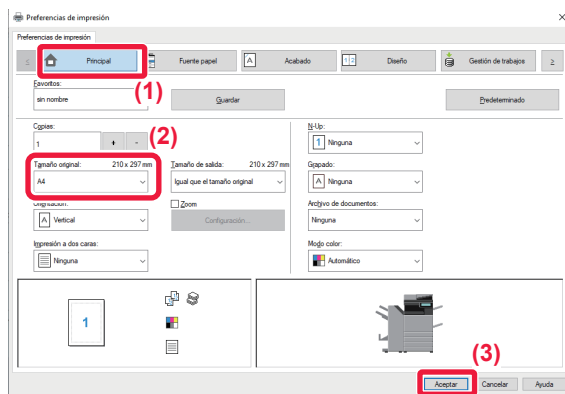 Preferencias de impresión
Preferencias de impresión
Principal
Fuente papel
Acabado
Diseño
Gestión de trabajos
Favoritos:
(1)
sin nombre
Guardar
Predeterminado
Copias:
(2)
N-Up:
1
+
-
1 Ninguna
Tamaño original: 210 x 297 mm
Tamaño de salida: 210 x 297 mm
Grapado:
A4
Igual que el tamaño original
A Ninguna
Orientación:
Zoom
Archivo de documentos:
A Vertical
Configuración...
Ninguna
Impresión a dos caras:
Modo color:
Ninguna
Automático
1
(3)
Aceptar
Cancelar
Ayuda